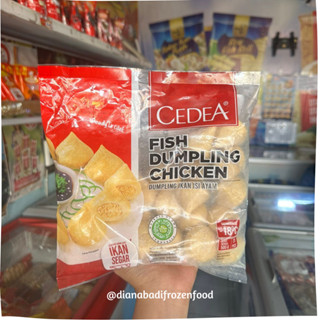 CEDEA
FISH
DUMPLING
CHICKEN
DUMPLING IKAN ISI AYAM
IKAN
SEGAR
@dianabadifrozenfood